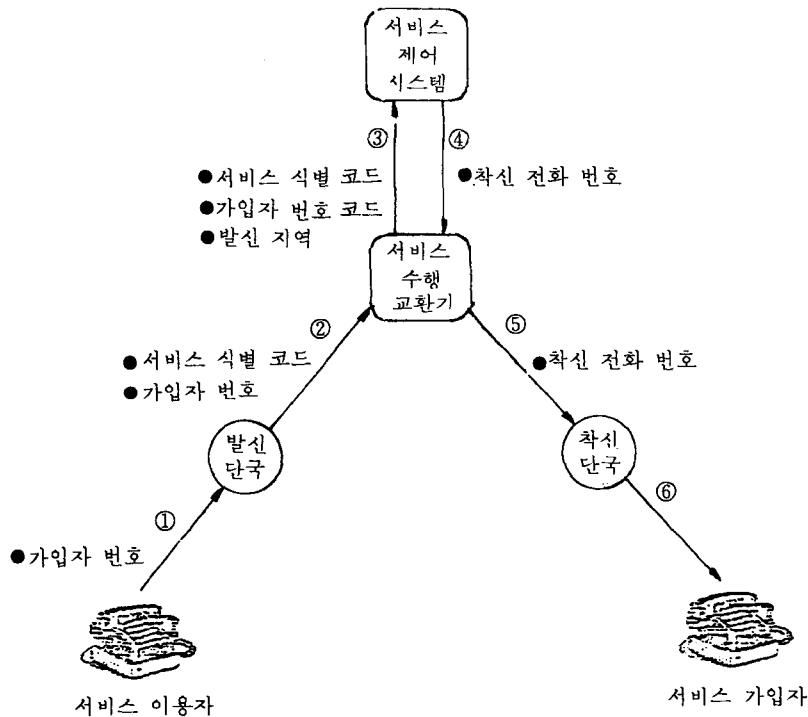 서비스
제어
시스템
③
④
●서비스 식별 코드
●가입자 번호 코드
●발신 지역
●착신 전화 번호
서비스
수행
교환기
②
⑤
●서비스 식별 코드
●가입자 번호
●착신 전화 번호
발신
단국
착신
단국
①
⑥
●가입자 번호
서비스 이용자
서비스 가입자